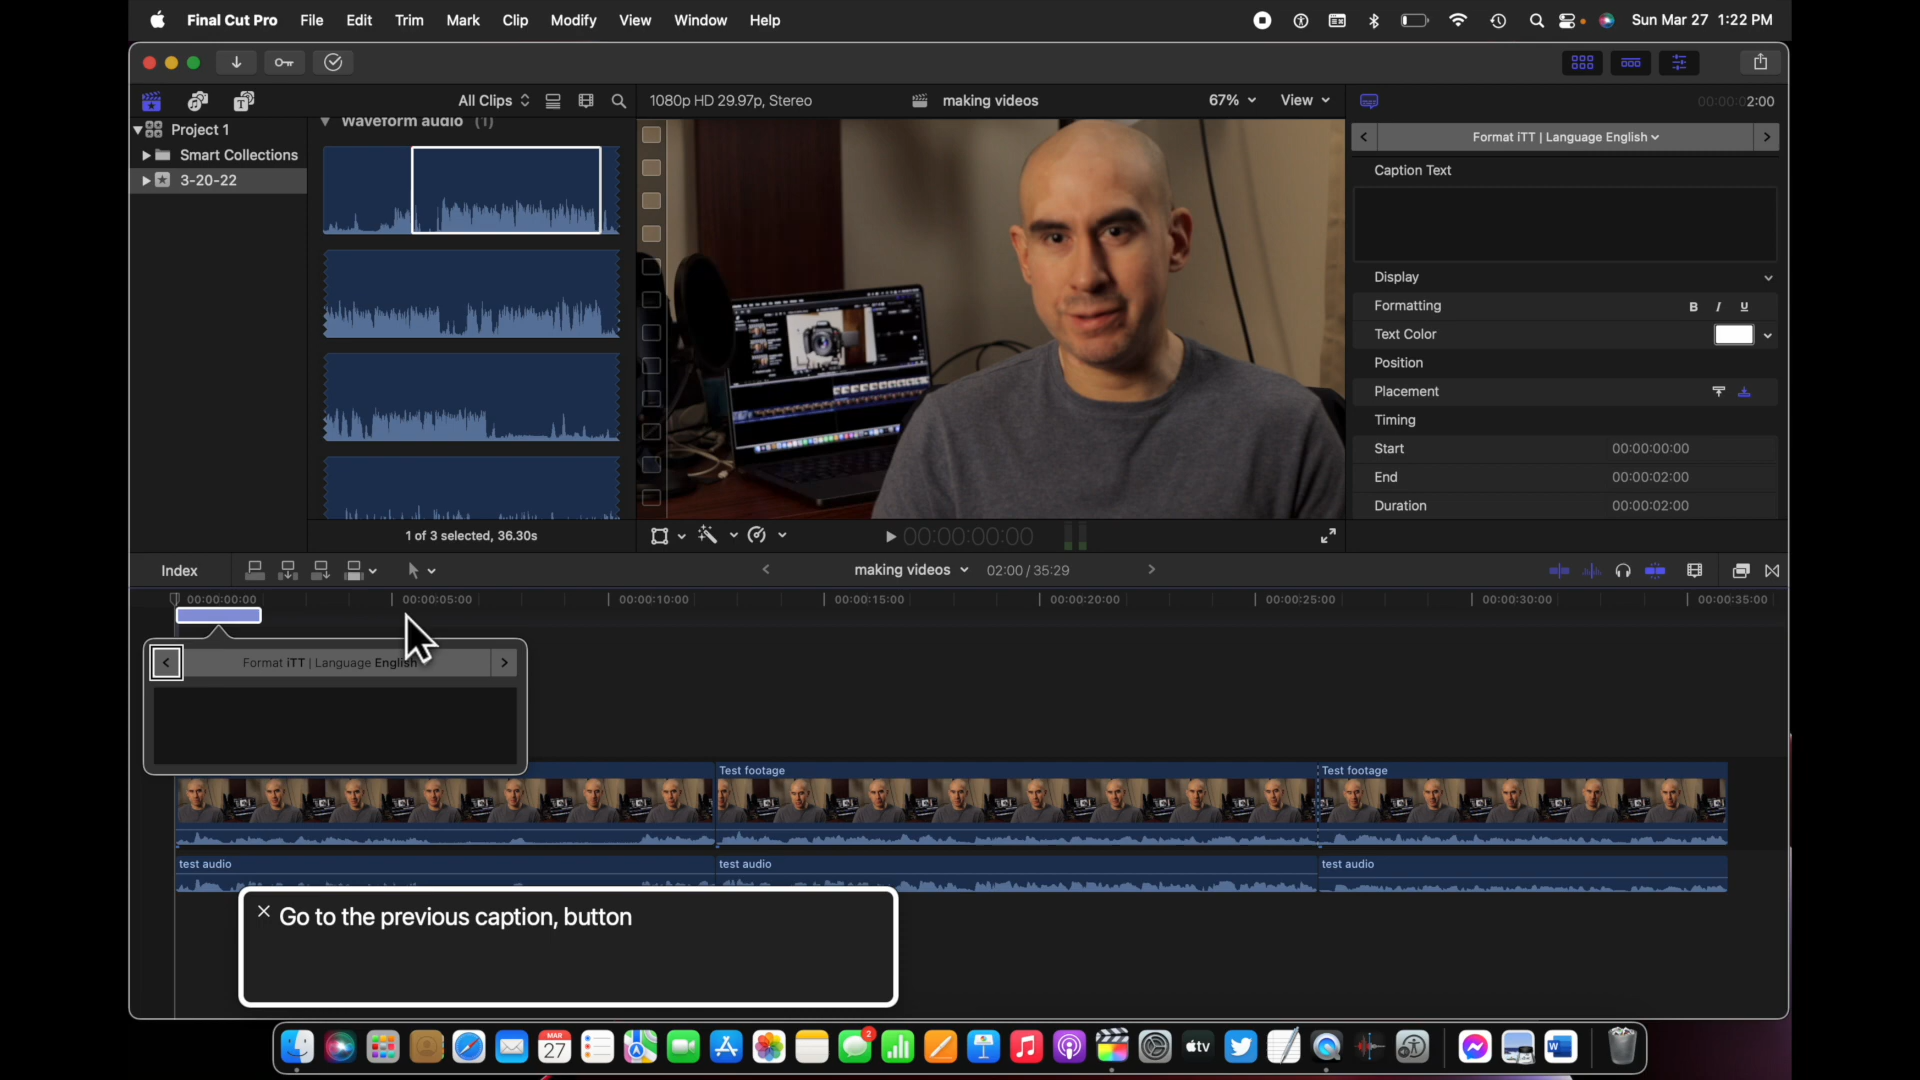 Final Cut Pro File Edit Trim Mark Clip Modify View Window Help
Sun Mar 27 1:22 PM
All Clips
1080p HD 29.97p, Stereo
making videos
67%
View
00:00:02:00
Project 1
Smart Collections
3-20-22
Waveform audio (1)
1 of 3 selected, 36.30s
00:00:00:00
Format iTT | Language English
Caption Text
Display
Formatting
B I U
Text Color
Position
Placement
Timing
Start 00:00:00:00
End 00:00:02:00
Duration 00:00:02:00
Index
making videos
02:00 / 35:29
00:00:00:00
00:00:05:00
00:00:10:00
00:00:15:00
00:00:20:00
00:00:25:00
00:00:30:00
00:00:35:00
Format iTT | Language English
Test footage
Test footage
test audio
test audio
test audio
Go to the previous caption, button
MAR
27
2
tv
W